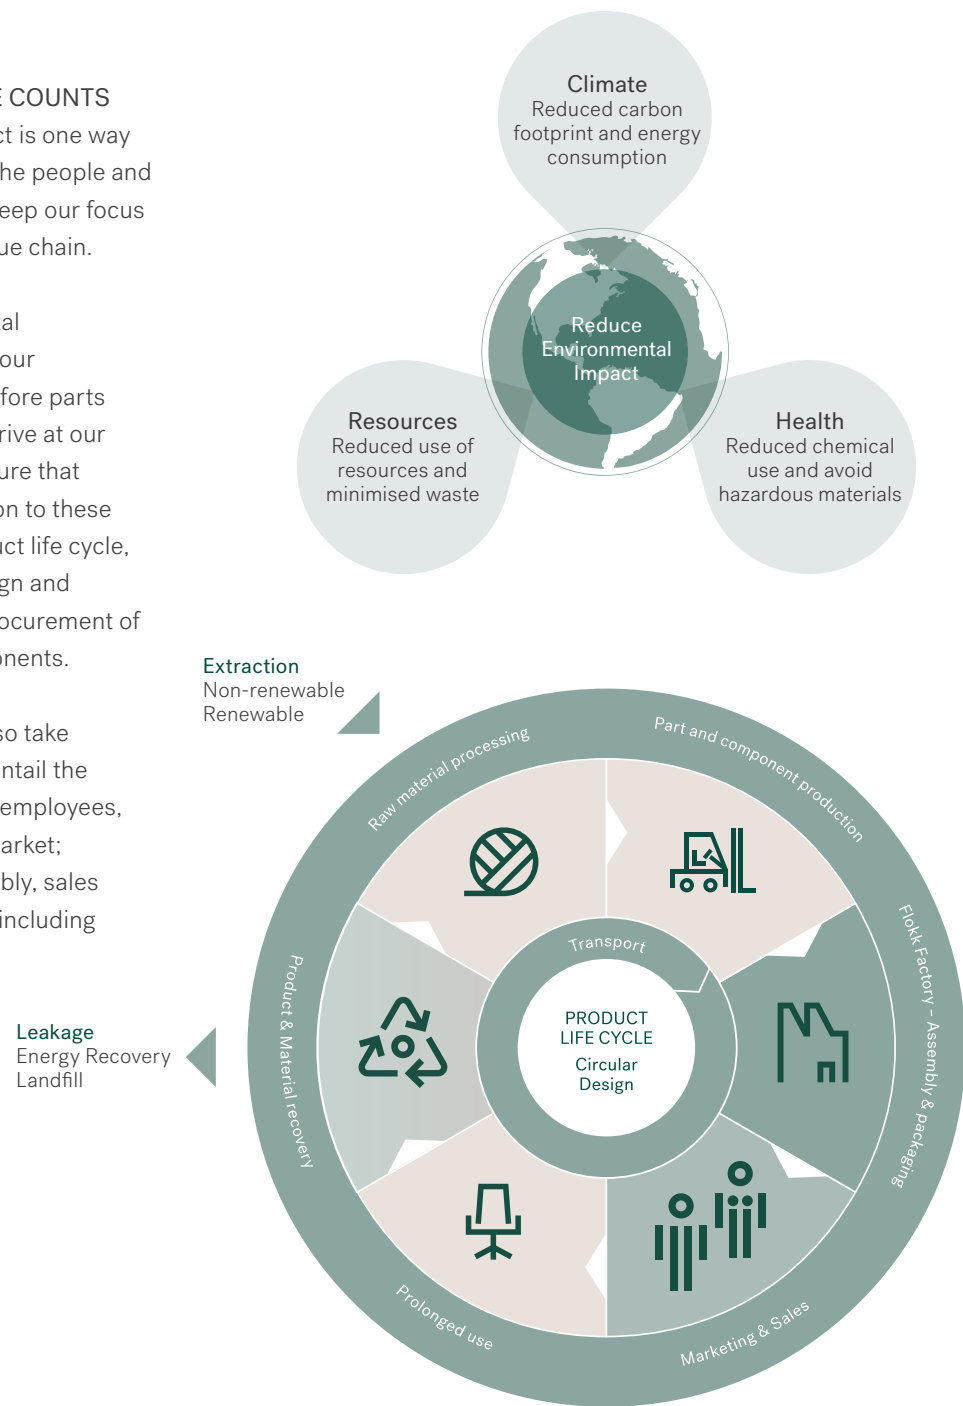 E COUNTS
ct is one way
he people and
eep our focus
ue chain.
tal
our
fore parts
rive at our
ure that
on to these
uct life cycle,
gn and
ocurement of
onents.
so take
ntail the
employees,
arket;
bly, sales
including
Climate
Reduced carbon
footprint and energy
consumption
Reduce
Environmental
Impact
Resources
Reduced use of
resources and
minimised waste
Health
Reduced chemical
use and avoid
hazardous materials
Extraction
Non-renewable
Renewable
Raw material processing
Part and component production
Flokk Factory – Assembly & packaging
Marketing & Sales
Prolonged use
Product & Material recovery
Transport
PRODUCT
LIFE CYCLE
Circular
Design
Leakage
Energy Recovery
Landfill